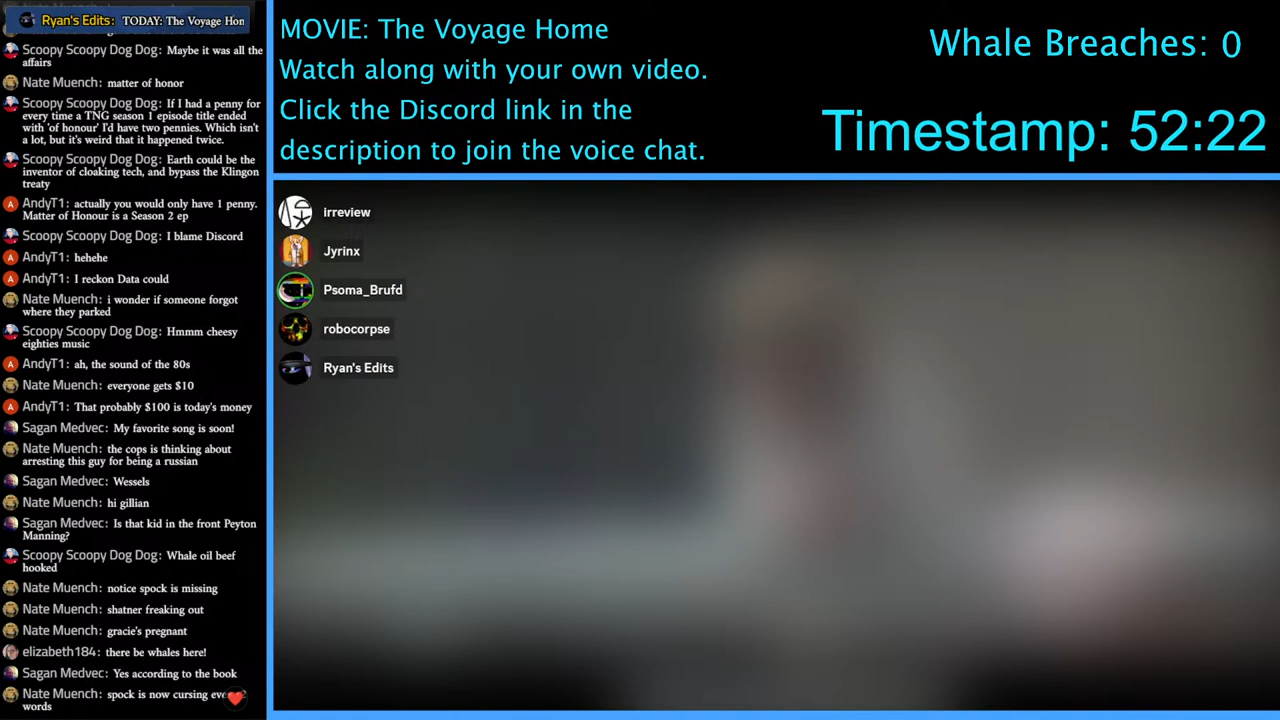 Ryan's Edits: TODAY: The Voyage Hon
Scoopy Scoopy Dog Dog: Maybe it was all the
affairs
Nate Muench: matter of honor
Scoopy Scoopy Dog Dog: If I had a penny for
every time a TNG season 1 episode title ended
with 'of honour' I'd have two pennies. Which isn't
a lot, but it's weird that it happened twice.
Scoopy Scoopy Dog Dog: Earth could be the
inventor of cloaking tech, and bypass the Klingon
treaty
A AndyT1: actually you would only have 1 penny.
Matter of Honour is a Season 2 ep
Scoopy Scoopy Dog Dog: I blame Discord
A AndyT1: hehehe
A AndyT1: I reckon Data could
Nate Muench: i wonder if someone forgot
where they parked
Scoopy Scoopy Dog Dog: Hmmm cheesy
eighties music
A AndyT1: ah, the sound of the 80s
Nate Muench: everyone gets $10
A AndyT1: That probably $100 is today's money
Sagan Medvec: My favorite song is soon!
Nate Muench: the cops is thinking about
arresting this guy for being a russian
Sagan Medvec: Wessels
Nate Muench: hi gillian
Sagan Medvec: Is that kid in the front Peyton
Manning?
Scoopy Scoopy Dog Dog: Whale oil beef
hooked
Nate Muench: notice spock is missing
Nate Muench: shatner freaking out
Nate Muench: gracie's pregnant
elizabeth184: there be whales here!
Sagan Medvec: Yes according to the book
Nate Muench: spock is now cursing
words
MOVIE: The Voyage Home
Watch along with your own video.
Click the Discord link in the
description to join the voice chat.
Whale Breaches: 0
Timestamp: 52:22
irreview
Jyrinx
Psoma_Brufd
robocorpse
Ryan's Edits